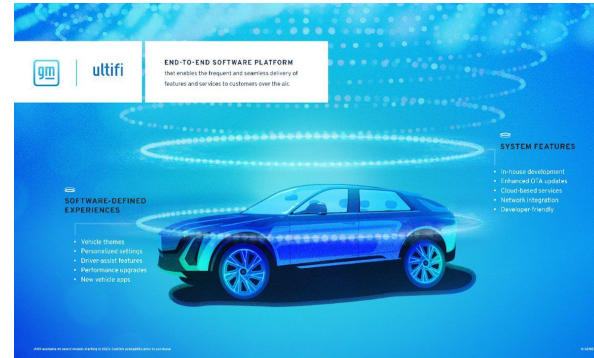 gm
ultifi
END-TO-END SOFTWARE PLATFORM
that enables the frequent and seamless delivery of
features and services to customers over the air.
SYSTEM FEATURES
• In-house development
• Enhanced OTA updates
• Cloud-based services
• Network integration
• Developer-friendly
SOFTWARE-DEFINED
EXPERIENCES
• Vehicle themes
• Personalized settings
• Driver-assist features
• Performance upgrades
• New vehicle apps